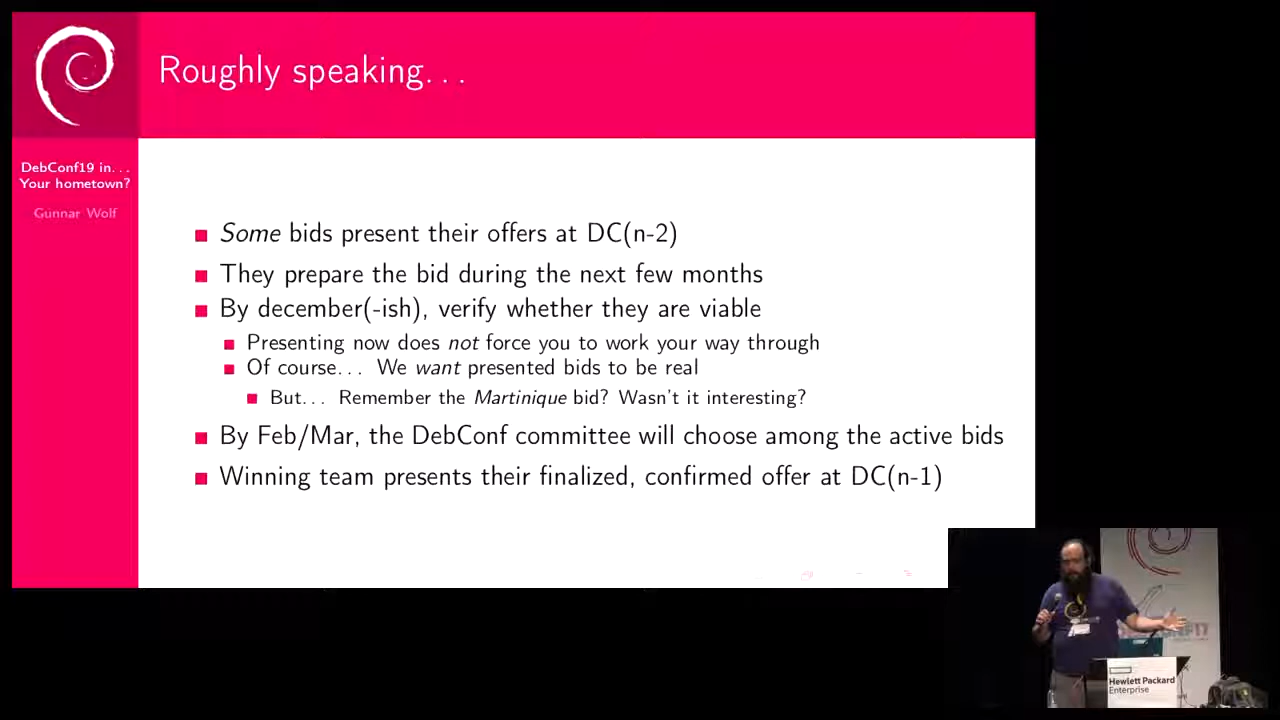 Roughly speaking...
DebConf19 in...
Your hometown?
Gunnar Wolf
Some bids present their offers at DC(n-2)
They prepare the bid during the next few months
By december(-ish), verify whether they are viable
Presenting now does not force you to work your way through
Of course... We want presented bids to be real
But... Remember the Martinique bid? Wasn't it interesting?
By Feb/Mar, the DebConf committee will choose among the active bids
Winning team presents their finalized, confirmed offer at DC(n-1)
Hewlett Packard
Enterprise